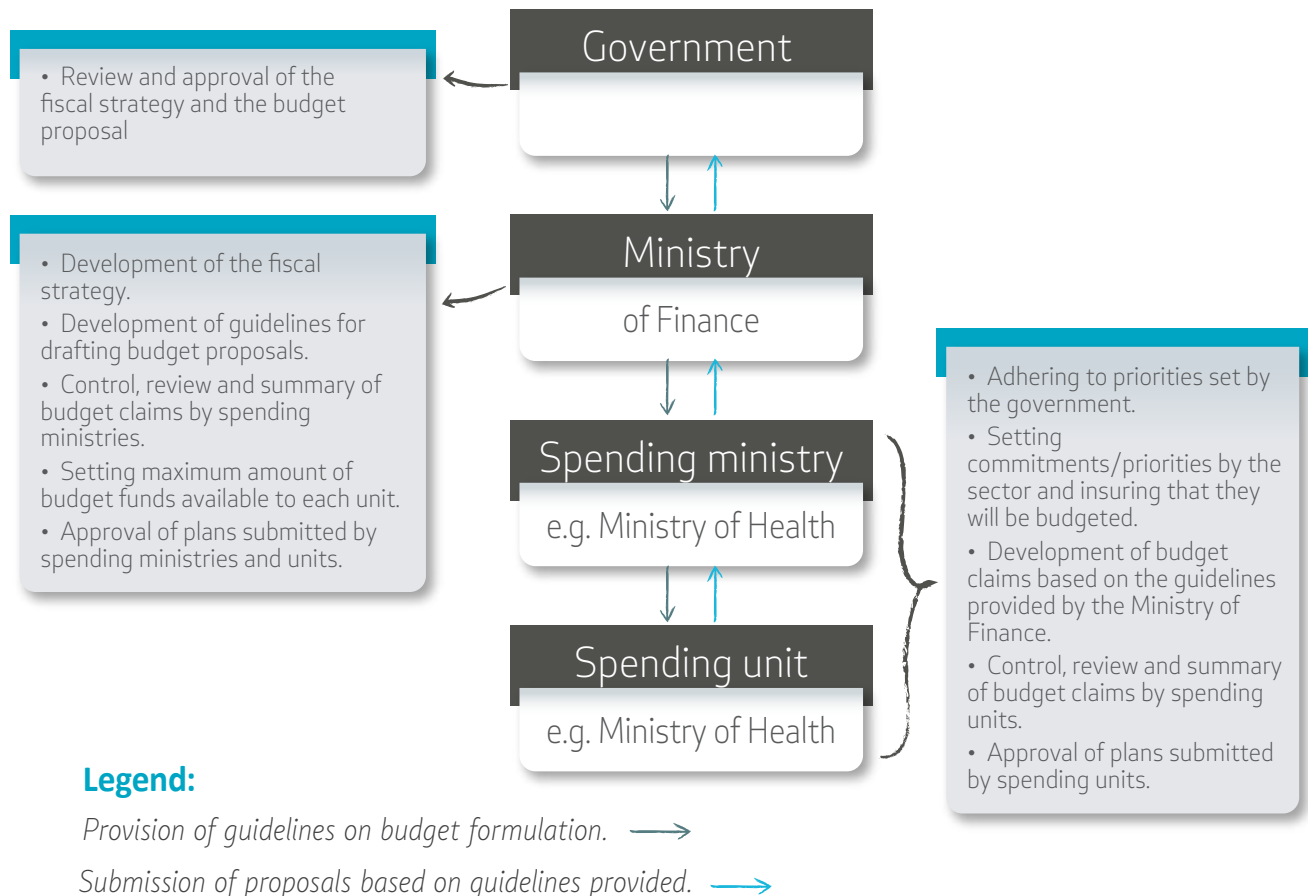 Government
• Review and approval of the
fiscal strategy and the budget
proposal
Ministry
of Finance
• Development of the fiscal
strategy.
• Development of guidelines for
drafting budget proposals.
• Control, review and summary of
budget claims by spending
ministries.
• Setting maximum amount of
budget funds available to each unit.
• Approval of plans submitted by
spending ministries and units.
Spending ministry
e.g. Ministry of Health
Spending unit
e.g. Ministry of Health
• Adhering to priorities set by
the government.
• Setting
commitments/priorities by the
sector and insuring that they
will be budgeted.
• Development of budget
claims based on the guidelines
provided by the Ministry of
Finance.
• Control, review and summary
of budget claims by spending
units.
• Approval of plans submitted
by spending units.
Legend:
Provision of guidelines on budget formulation.
Submission of proposals based on guidelines provided.